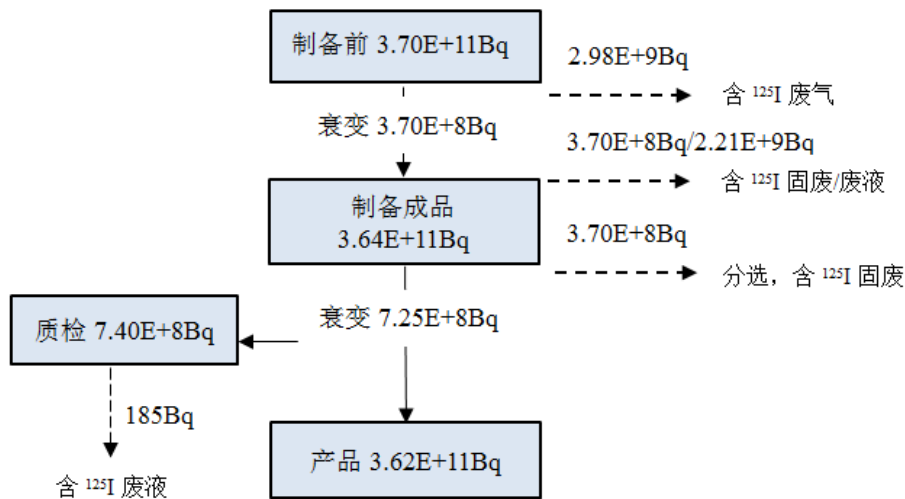 制备前 3.70E+11Bq
2.98E+9Bq
含 ¹²⁵I 废气
衰变 3.70E+8Bq
3.70E+8Bq/2.21E+9Bq
含 ¹²⁵I 固废/废液
制备成品
3.64E+11Bq
3.70E+8Bq
分选，含 ¹²⁵I 固废
衰变 7.25E+8Bq
质检 7.40E+8Bq
185Bq
含 ¹²⁵I 废液
产品 3.62E+11Bq